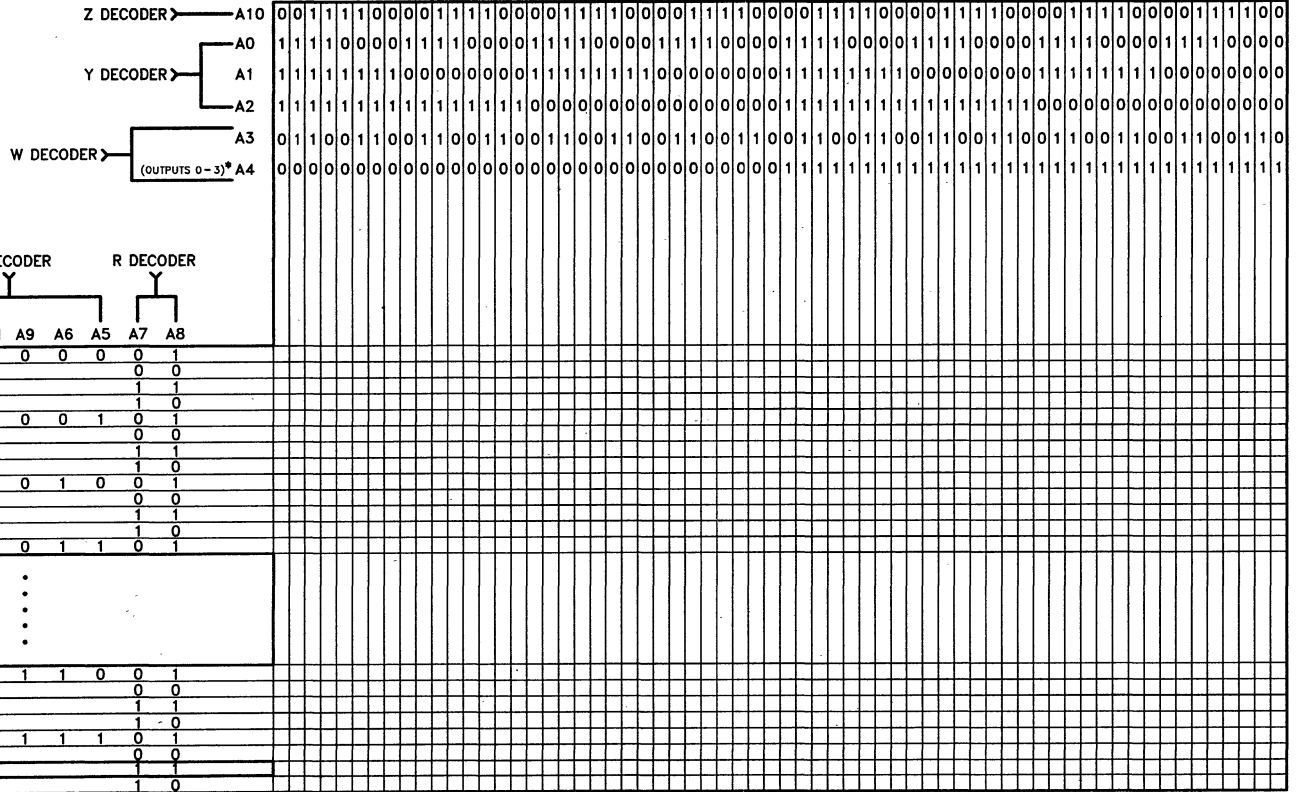 Z DECODER A10 0 0 1 1 1 1 0 0 0 0 1 1 1 1 0 0 0 0 1 1 1 1 0 0 0 0 1 1 1 1 0 0 0 0 1 1 1 1 0 0 0 0 1 1 1 1 0 0 0 0 1 1 1 1 0 0 0 0 1 1 1 1 0 0
A0 1 1 1 1 0 0 0 0 1 1 1 1 0 0 0 0 1 1 1 1 0 0 0 0 1 1 1 1 0 0 0 0 1 1 1 1 0 0 0 0 1 1 1 1 0 0 0 0 1 1 1 1 0 0 0 0 1 1 1 1 0 0 0 0
Y DECODER A1 1 1 1 1 1 1 1 1 0 0 0 0 0 0 0 0 1 1 1 1 1 1 1 1 0 0 0 0 0 0 0 0 1 1 1 1 1 1 1 1 0 0 0 0 0 0 0 0 1 1 1 1 1 1 1 1 0 0 0 0 0 0 0 0
A2 1 1 1 1 1 1 1 1 1 1 1 1 1 1 1 1 0 0 0 0 0 0 0 0 0 0 0 0 0 0 0 0 1 1 1 1 1 1 1 1 1 1 1 1 1 1 1 1 0 0 0 0 0 0 0 0 0 0 0 0 0 0 0 0
A3 0 1 1 0 0 1 1 0 0 1 1 0 0 1 1 0 0 1 1 0 0 1 1 0 0 1 1 0 0 1 1 0 0 1 1 0 0 1 1 0 0 1 1 0 0 1 1 0 0 1 1 0 0 1 1 0 0 1 1 0 0 1 1 0
W DECODER
(OUTPUTS 0-3)* A4 0 0 0 0 0 0 0 0 0 0 0 0 0 0 0 0 0 0 0 0 0 0 0 0 0 0 0 0 0 0 0 0 1 1 1 1 1 1 1 1 1 1 1 1 1 1 1 1 1 1 1 1 1 1 1 1 1 1 1 1 1 1 1 1
ECODER R DECODER
A9 A6 A5 A7 A8
0 0 0 0 1
0 0
1 1
1 0
0 0 1 0 1
0 0
1 1
1 0
0 1 0 0 1
0 0
1 1
1 0
0 1 1 0 1
1 1 0 0 1
0 0
1 1
1 0
1 1 1 0 1
0 0
1 1
1 0